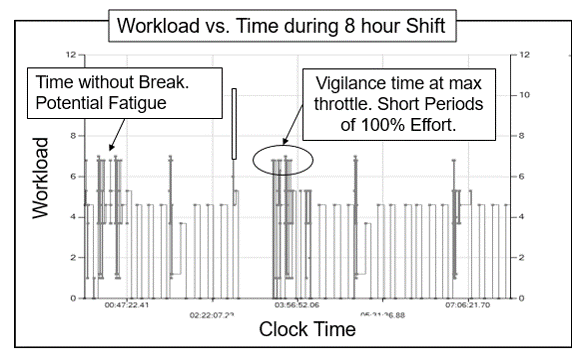 Workload vs. Time during 8 hour Shift
12
12
Time without Break.
Potential Fatigue
Vigilance time at max
throttle. Short Periods
of 100% Effort.
10
8
8
6
6
4
4
2
2
0
0
Workload
00:47:22.41
03:56:52.06
07:06:21.70
Clock Time